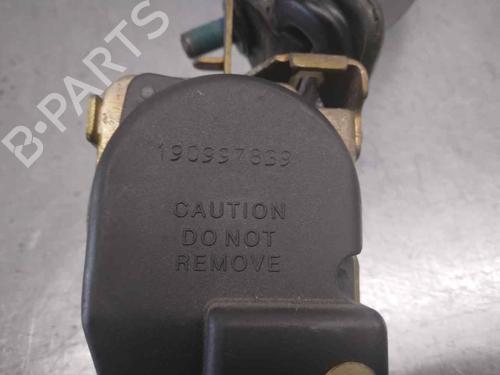 190997839
CAUTION
DO NOT
REMOVE
B-PARTS